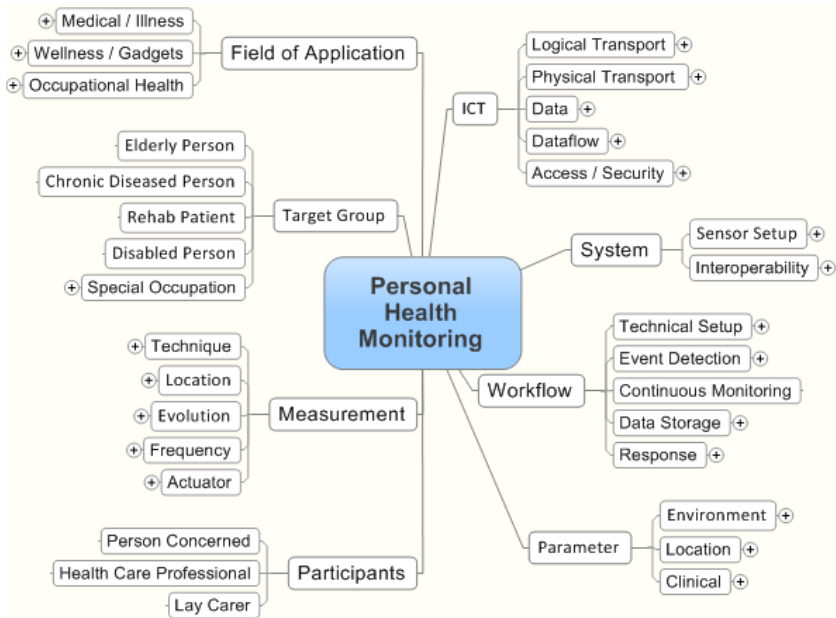 Medical / Illness
Wellness / Gadgets
Occupational Health
Field of Application
Elderly Person
Chronic Diseased Person
Rehab Patient
Disabled Person
Special Occupation
Target Group
Technique
Location
Evolution
Frequency
Actuator
Measurement
Person Concerned
Health Care Professional
Lay Carer
Participants
Personal
Health
Monitoring
ICT
Logical Transport
Physical Transport
Data
Dataflow
Access / Security
System
Sensor Setup
Interoperability
Workflow
Technical Setup
Event Detection
Continuous Monitoring
Data Storage
Response
Parameter
Environment
Location
Clinical